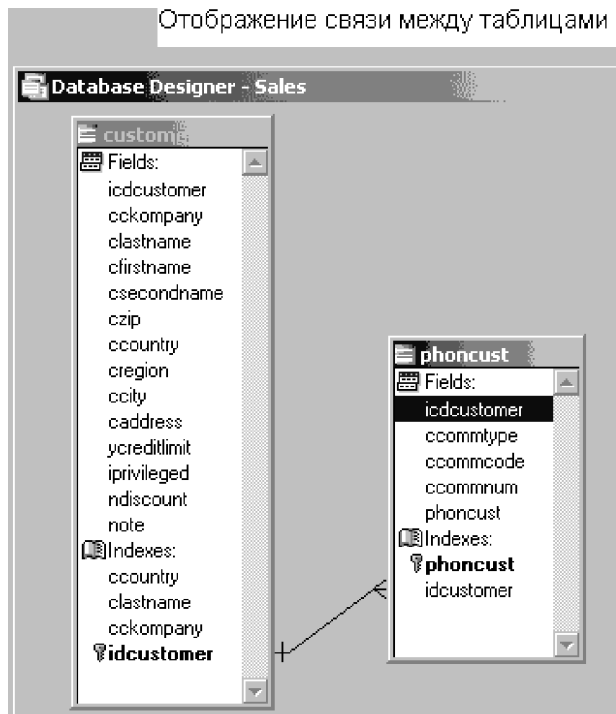 Отображение связи между таблицами
Database Designer - Sales
custom
Fields:
icdcustomer
cckompany
clastname
cfirstname
csecondname
czip
ccountry
cregion
ccity
caddress
ycreditlimit
iprivileged
ndiscount
note
Indexes:
ccountry
clastname
cckompany
idcustomer
phoncust
Fields:
icdcustomer
ccommtype
ccommcode
ccommnum
phoncust
Indexes:
phoncust
idcustomer